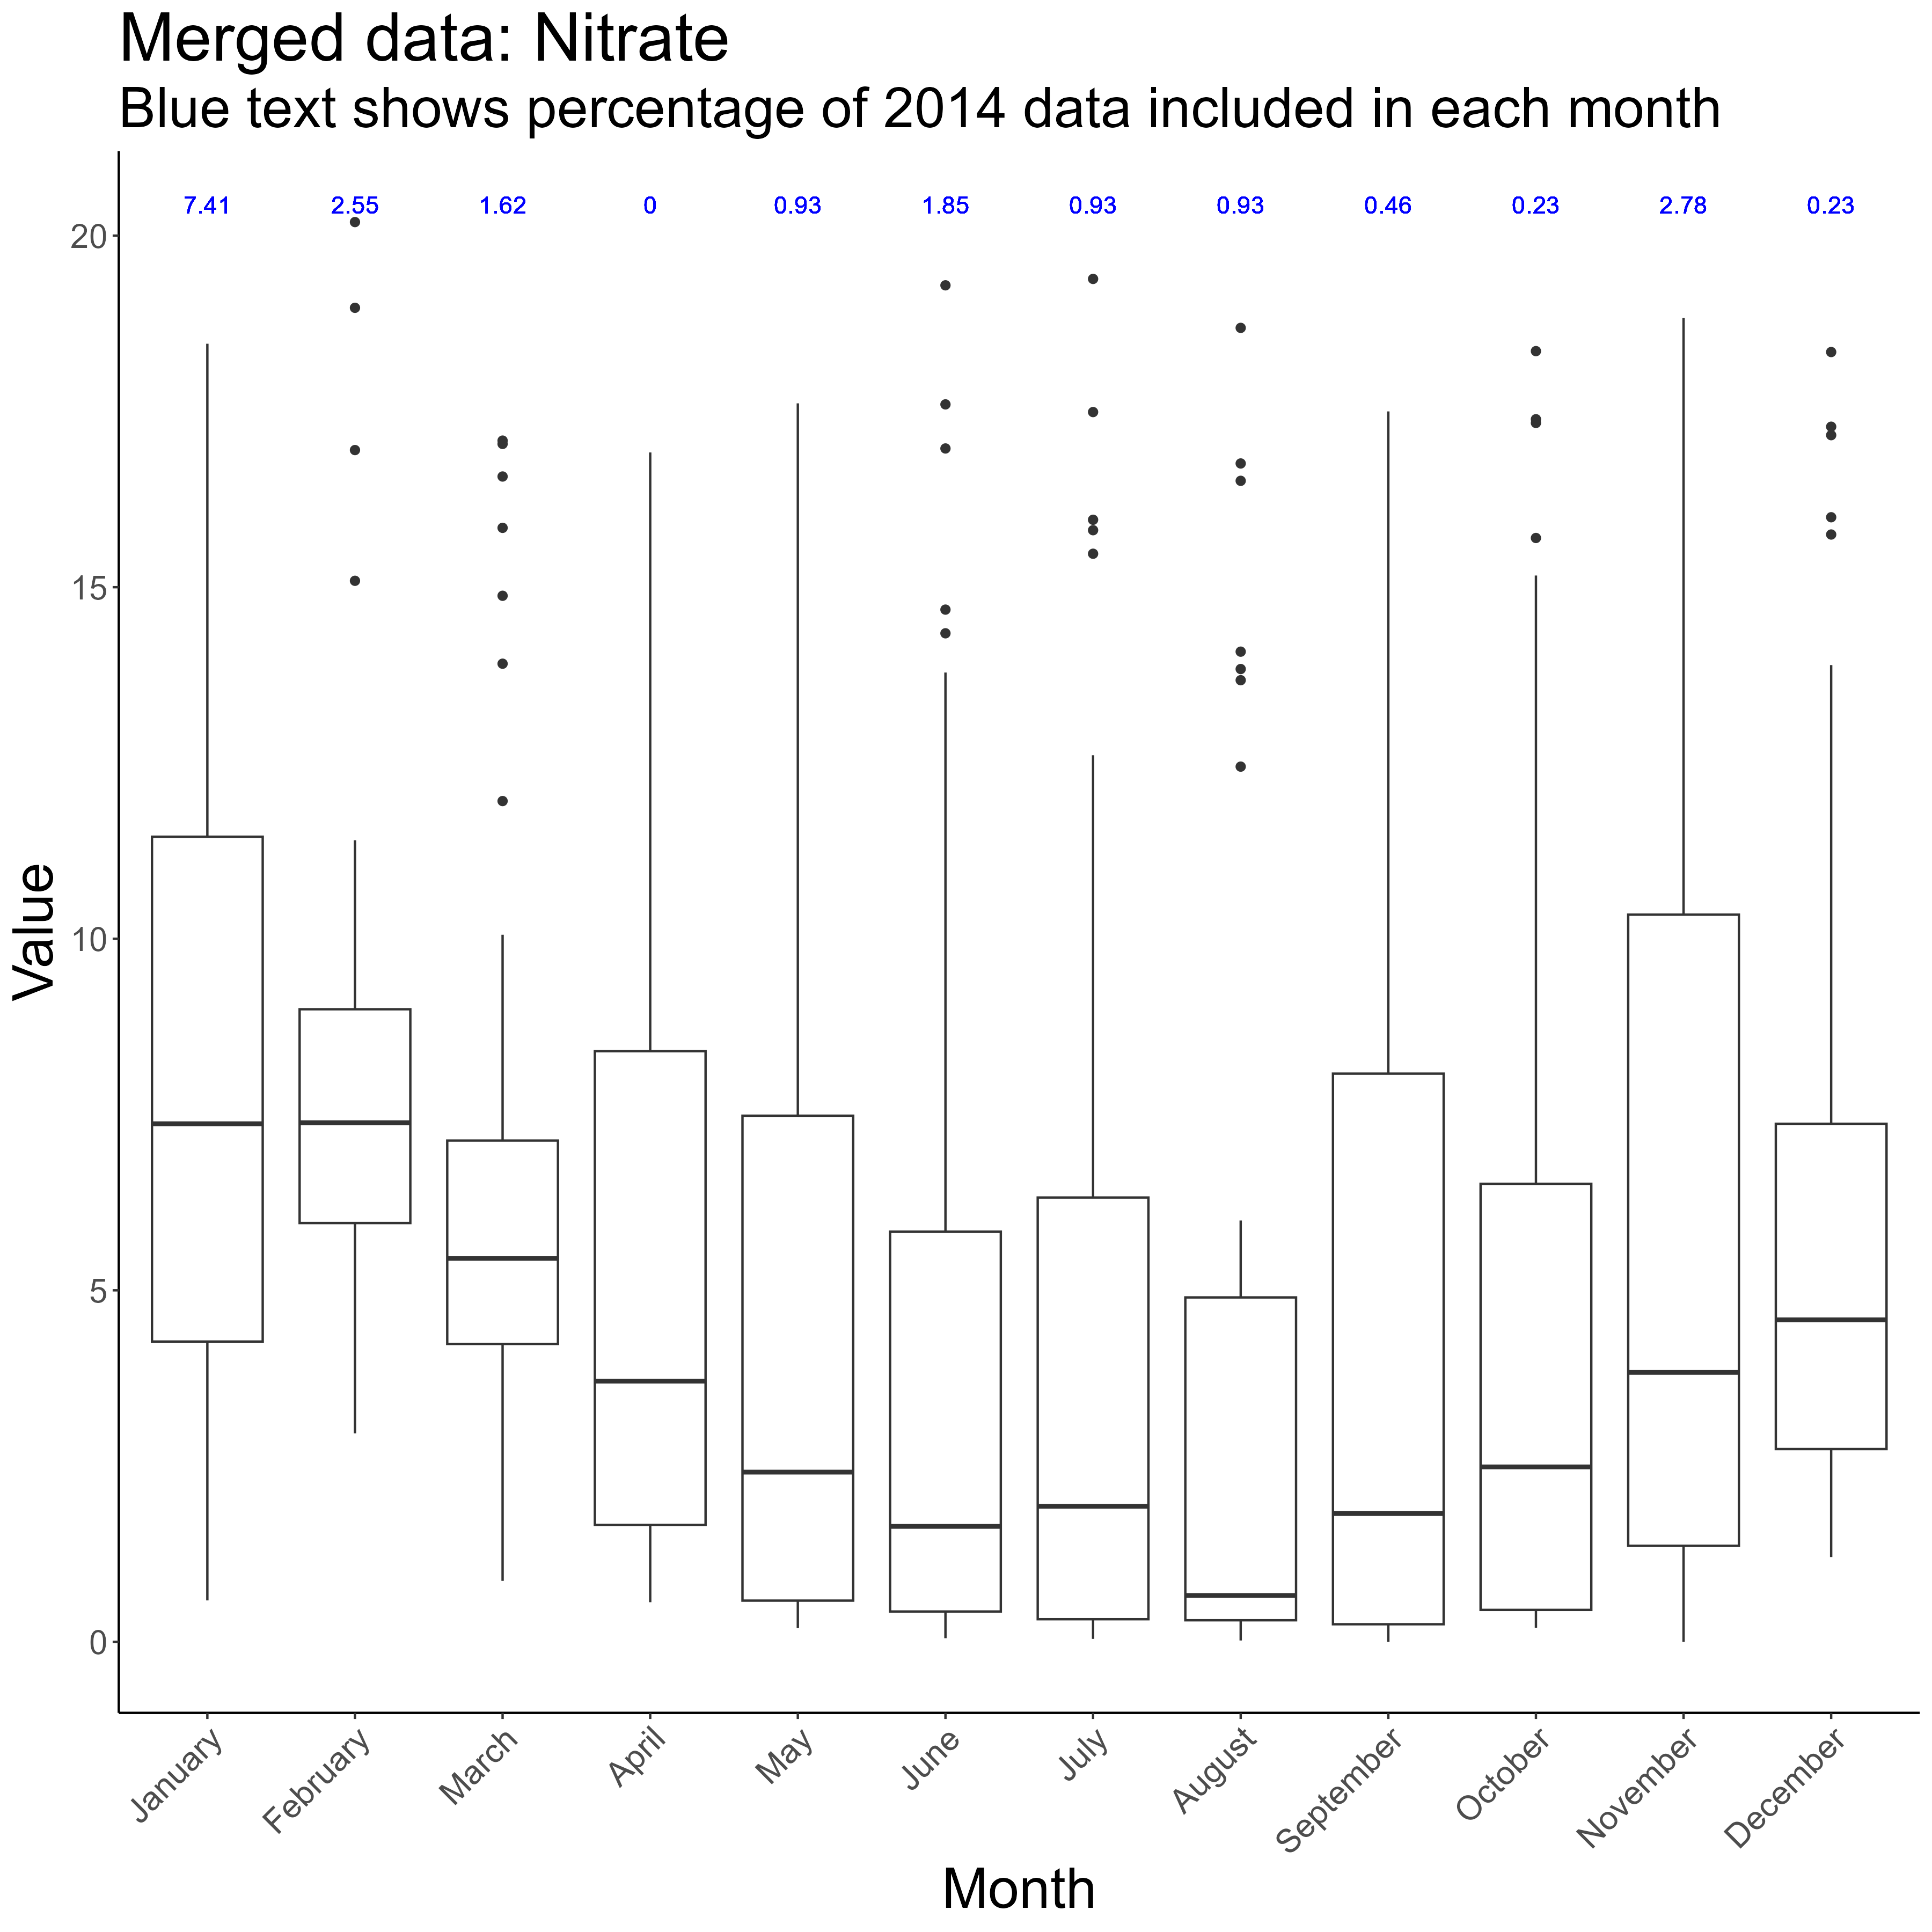 Merged data: Nitrate
Blue text shows percentage of 2014 data included in each month
7.41 2.55 1.62 0 0.93 1.85 0.93 0.93 0.46 0.23 2.78 0.23
20
15
10
5
0
Value
January February March April May June July August September October November December
Month